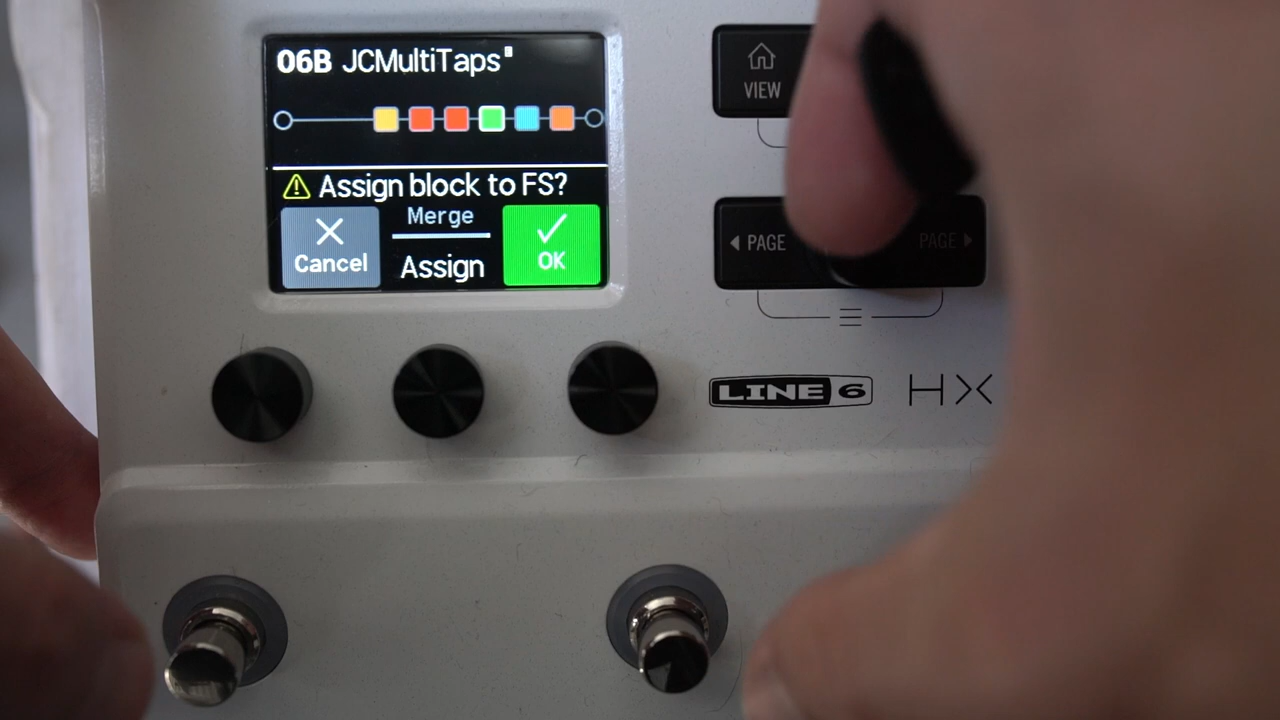 06B JCMultiTaps
Assign block to FS?
Merge
Cancel
Assign
OK
VIEW
PAGE
PAGE
LINE 6
HX